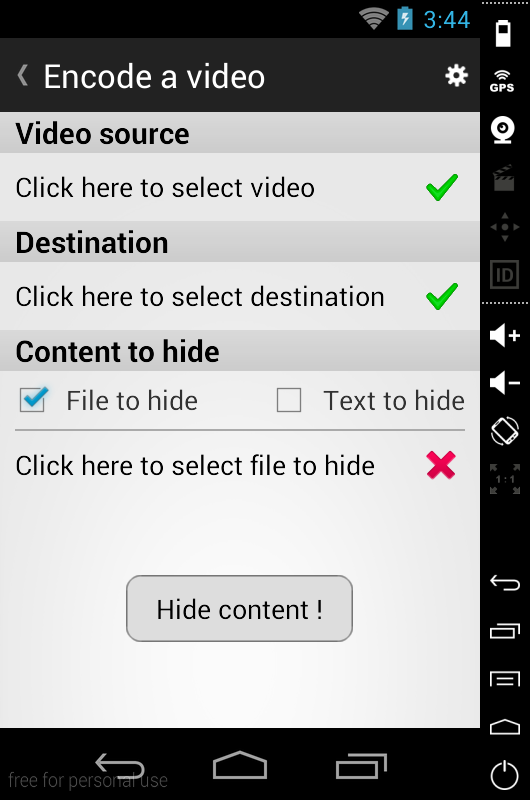 3:44
Encode a video
GPS
Video source
Click here to select video
ID
Destination
Click here to select destination
Content to hide
File to hide
Text to hide
Click here to select file to hide
1:1
Hide content !
free for personal use